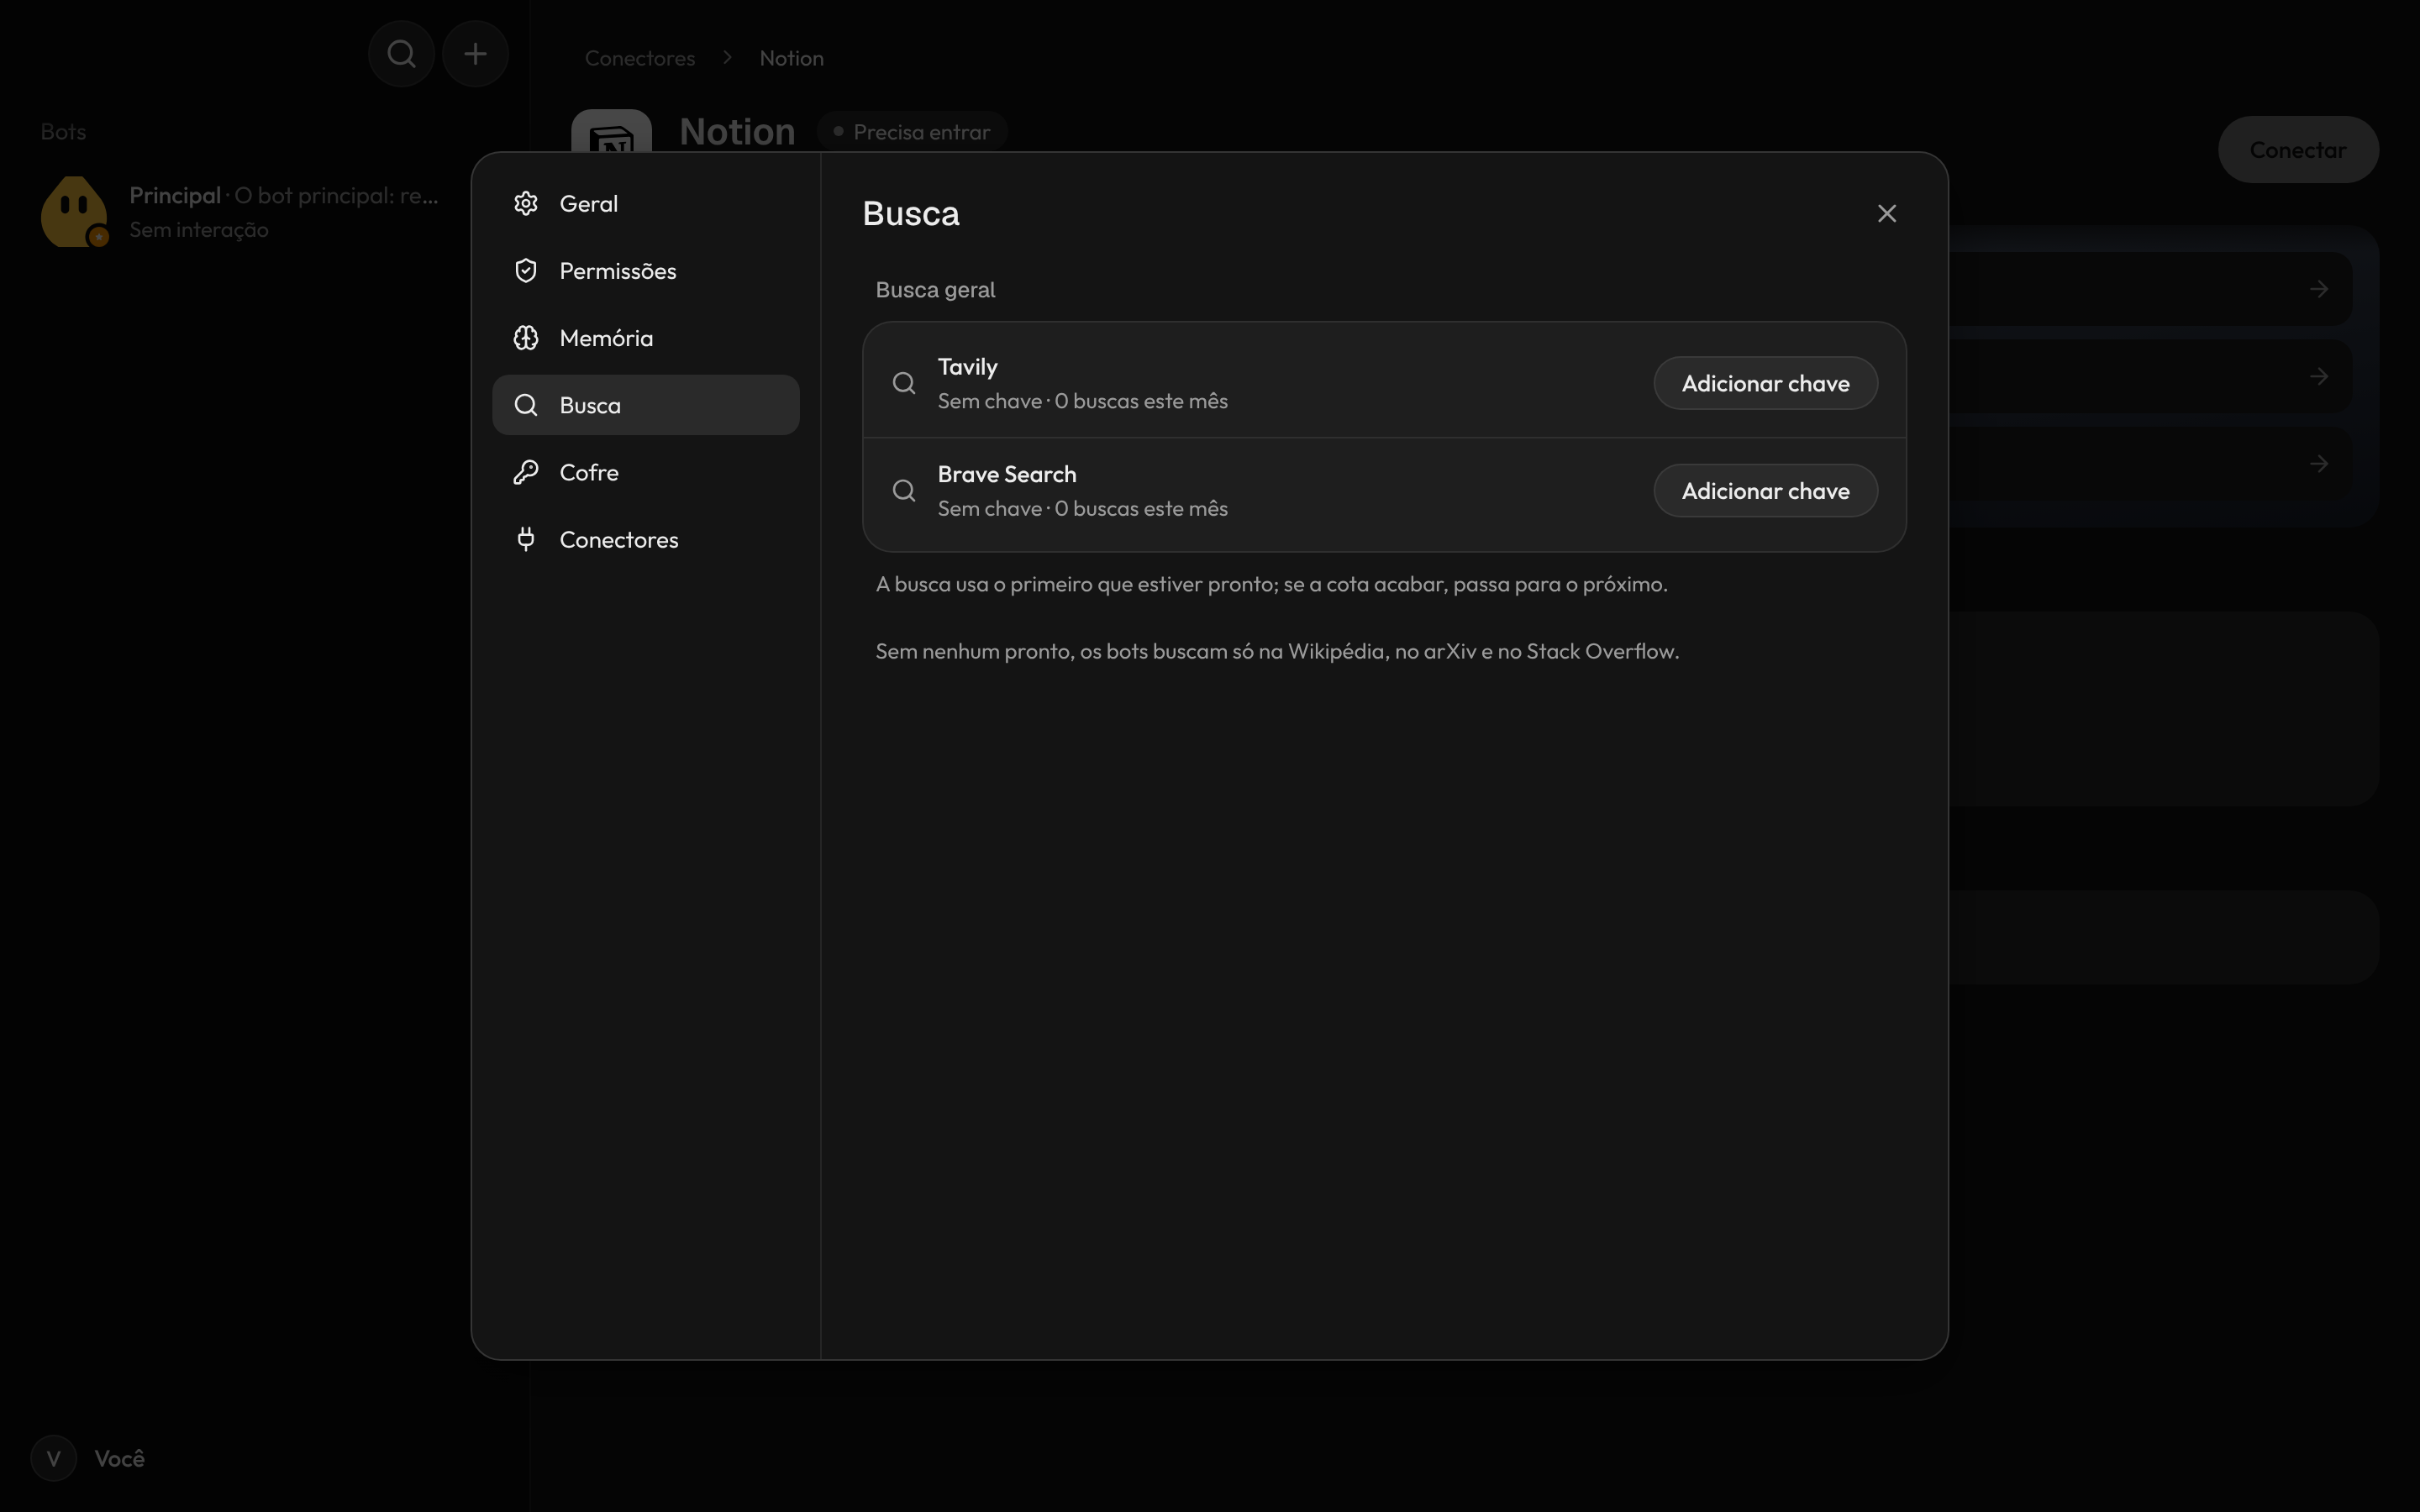 Conectores > Notion
Bots
Notion
Precisa entrar
Conectar
Principal · O bot principal: re...
Sem interação
Geral
Permissões
Memória
Busca
Cofre
Conectores
Busca
Busca geral
Tavily
Sem chave · 0 buscas este mês
Adicionar chave
Brave Search
Sem chave · 0 buscas este mês
Adicionar chave
A busca usa o primeiro que estiver pronto; se a cota acabar, passa para o próximo.
Sem nenhum pronto, os bots buscam só na Wikipédia, no arXiv e no Stack Overflow.
V Você